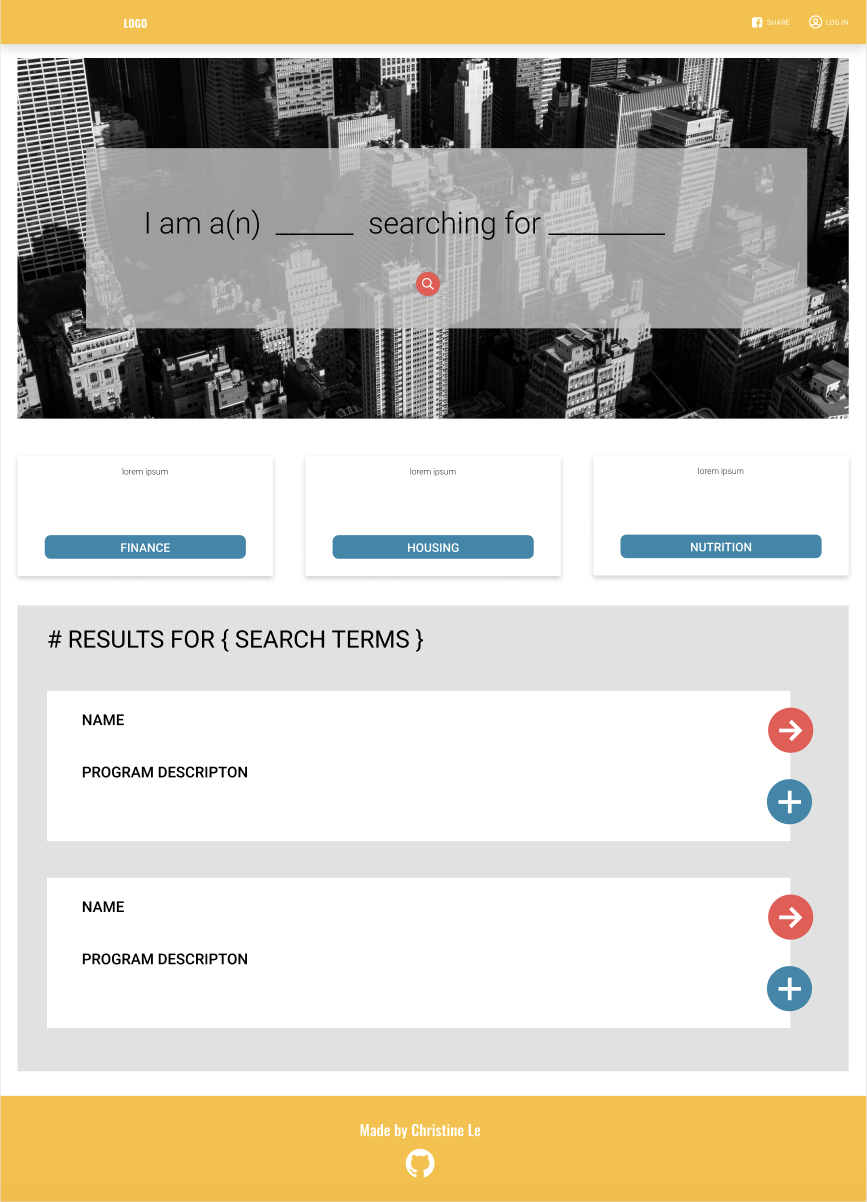 LOGO
SHARE
LOG IN
I am a(n) _____ searching for ________
lorem ipsum
lorem ipsum
lorem ipsum
FINANCE
HOUSING
NUTRITION
# RESULTS FOR { SEARCH TERMS }
NAME
PROGRAM DESCRIPTON
NAME
PROGRAM DESCRIPTON
Made by Christine Le